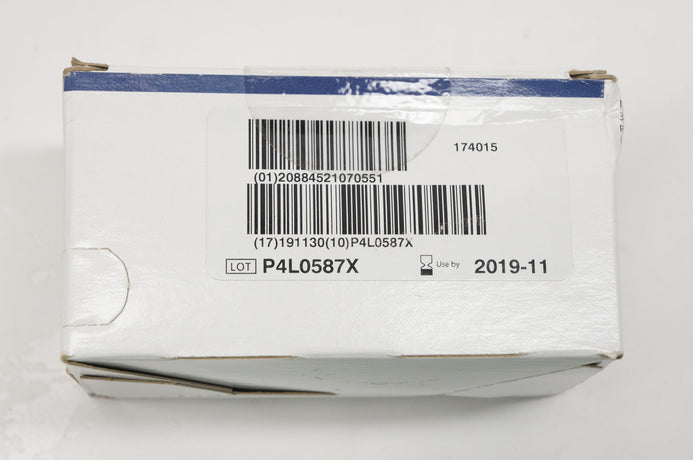 174015
(01)20884521070551
(17)191130(10)P4L0587X
LOT P4L0587X Use by 2019-11